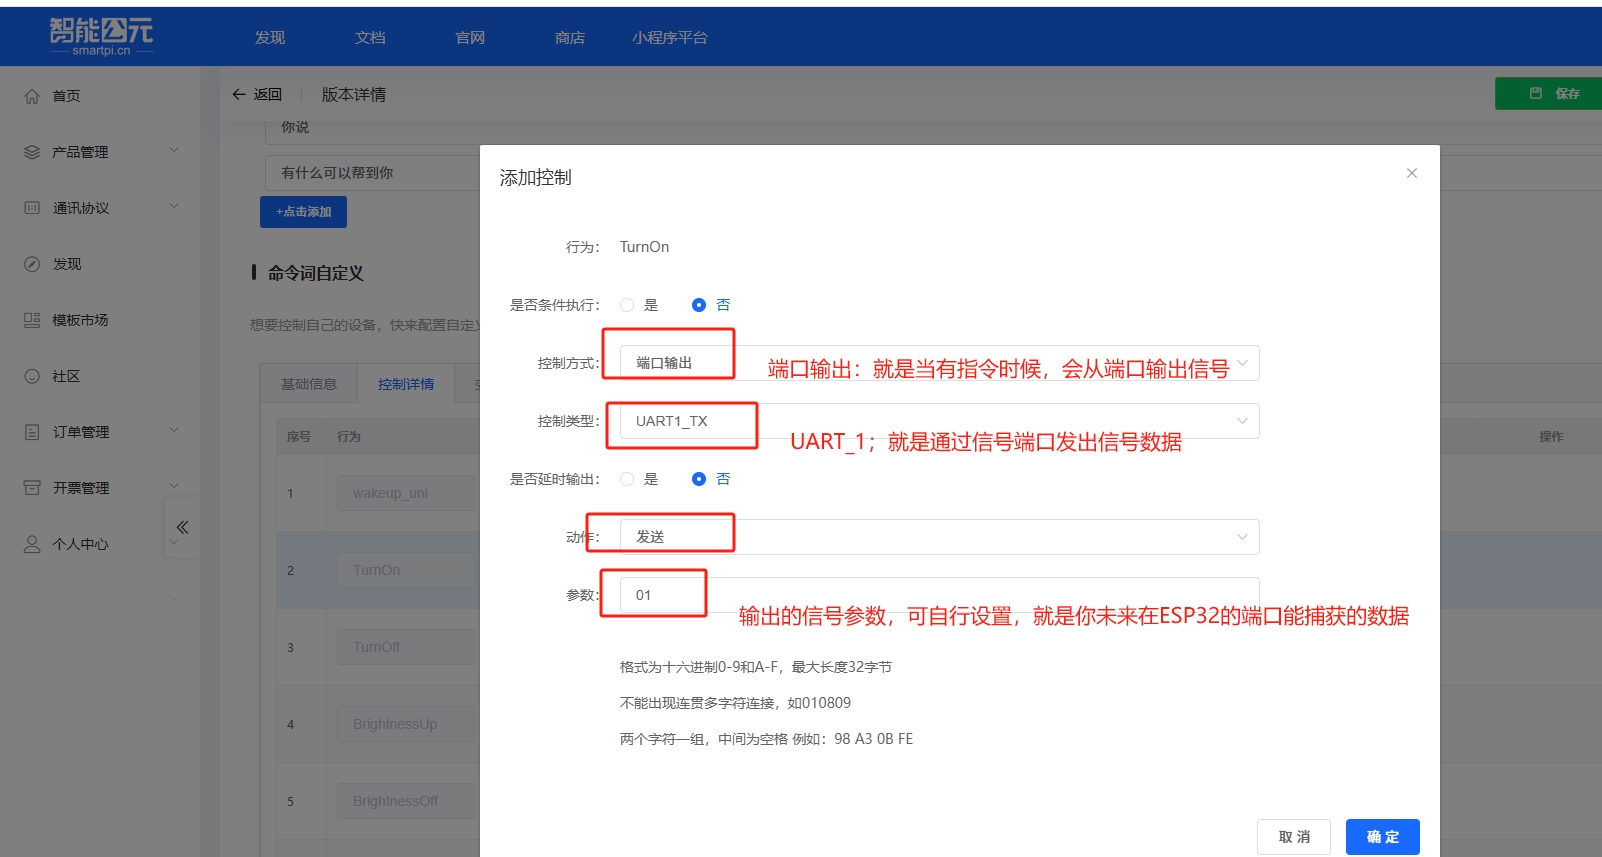 智能公元
smartpi.cn
发现
文档
官网
商店
小程序平台
首页
产品管理
通讯协议
发现
模板市场
社区
订单管理
开票管理
个人中心
返回
版本详情
保存
你说
有什么可以帮到你
+点击添加
命令词自定义
想要控制自己的设备，快来配置自定义
基础信息
控制详情
序号
行为
操作
1
wakeup_uni
2
TurnOn
3
TurnOff
4
BrightnessUp
5
BrightnessOff
添加控制
行为：
TurnOn
是否条件执行：
是
否
控制方式：
端口输出
端口输出：就是当有指令时候，会从端口输出信号
控制类型：
UART1_TX
UART_1；就是通过信号端口发出信号数据
是否延时输出：
是
否
动作：
发送
参数：
01
输出的信号参数，可自行设置，就是你未来在ESP32的端口能捕获的数据
格式为十六进制0-9和A-F，最大长度32字节
不能出现连贯多字符连接，如010809
两个字符一组，中间为空格 例如：98 A3 0B FE
取 消
确 定